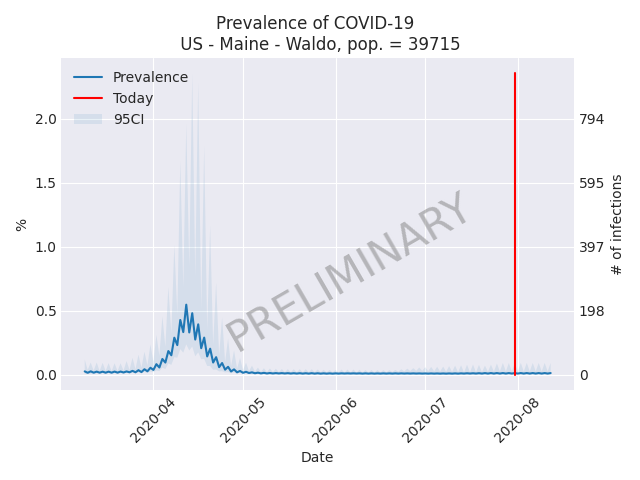 Prevalence of COVID-19
US - Maine - Waldo, pop. = 39715
Prevalence
Today
95CI
2.0
1.5
1.0
0.5
0.0
%
794
595
397
198
0
# of infections
PRELIMINARY
2020-04
2020-05
2020-06
2020-07
2020-08
Date